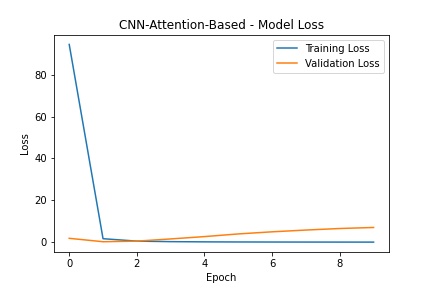 CNN-Attention-Based - Model Loss
Training Loss
Validation Loss
80
60
40
20
0
Loss
0 2 4 6 8
Epoch